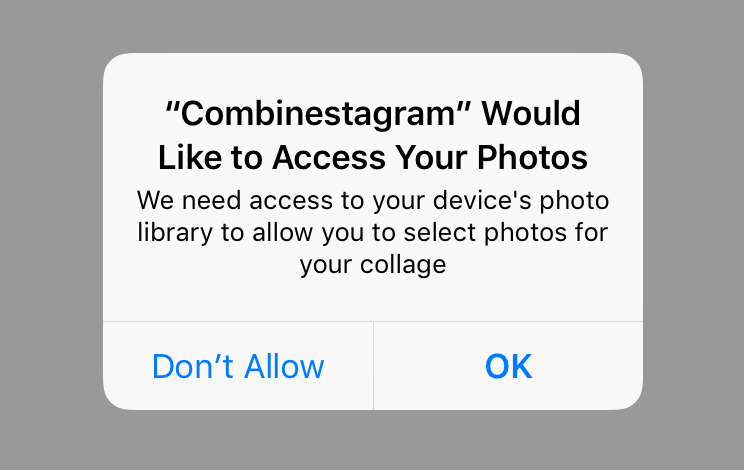 “Combinestagram” Would
Like to Access Your Photos
We need access to your device's photo
library to allow you to select photos for
your collage
Don’t Allow
OK